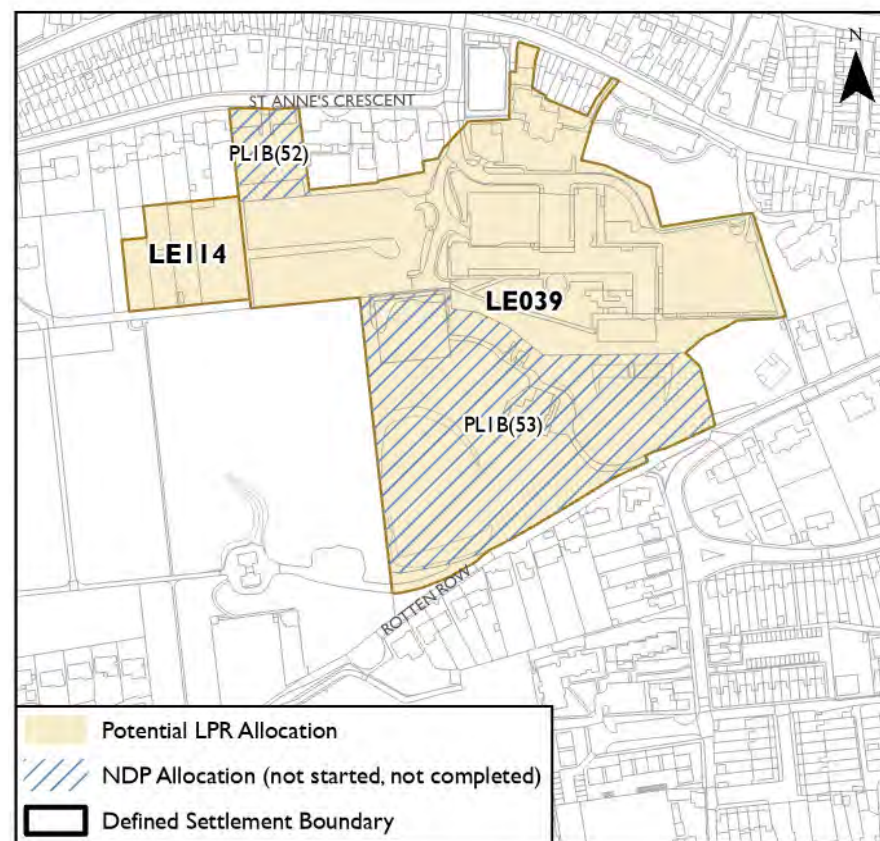 N
ST ANNE'S CRESCENT
PL1B(52)
LE114
LE039
PL1B(53)
ROTTEN ROW
Potential LPR Allocation
NDP Allocation (not started, not completed)
Defined Settlement Boundary